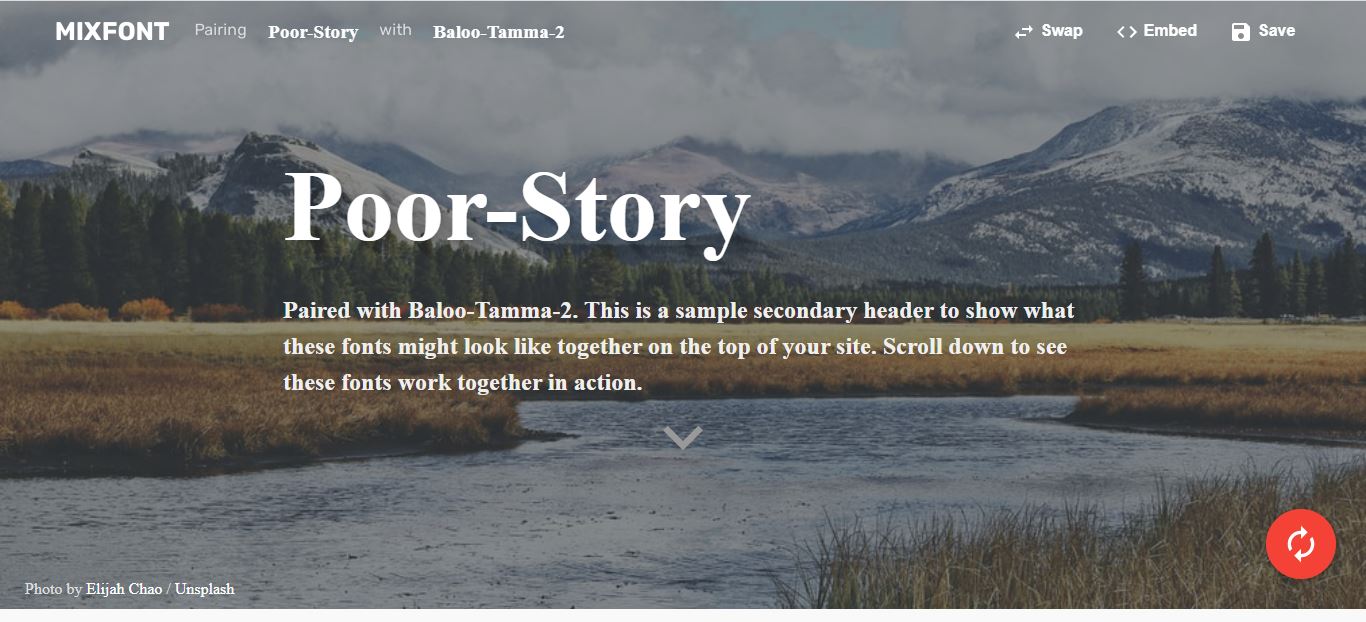 MIXFONT Pairing Poor-Story with Baloo-Tamma-2 Swap Embed Save
Poor-Story
Paired with Baloo-Tamma-2. This is a sample secondary header to show what
these fonts might look like together on the top of your site. Scroll down to see
these fonts work together in action.
Photo by Elijah Chao / Unsplash